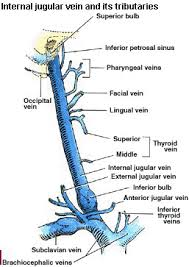 Internal jugular vein and its tributaries
Superior bulb
Inferior petrosal sinus
Pharyngeal veins
Occipital
vein
Facial vein
Lingual vein
Superior
Thyroid
vein
Middle
Internal jugular vein
External jugular vein
Inferior bulb
Anterior jugular vein
Inferior
thyroid
veins
Subclavian vein
Brachiocephalic veins